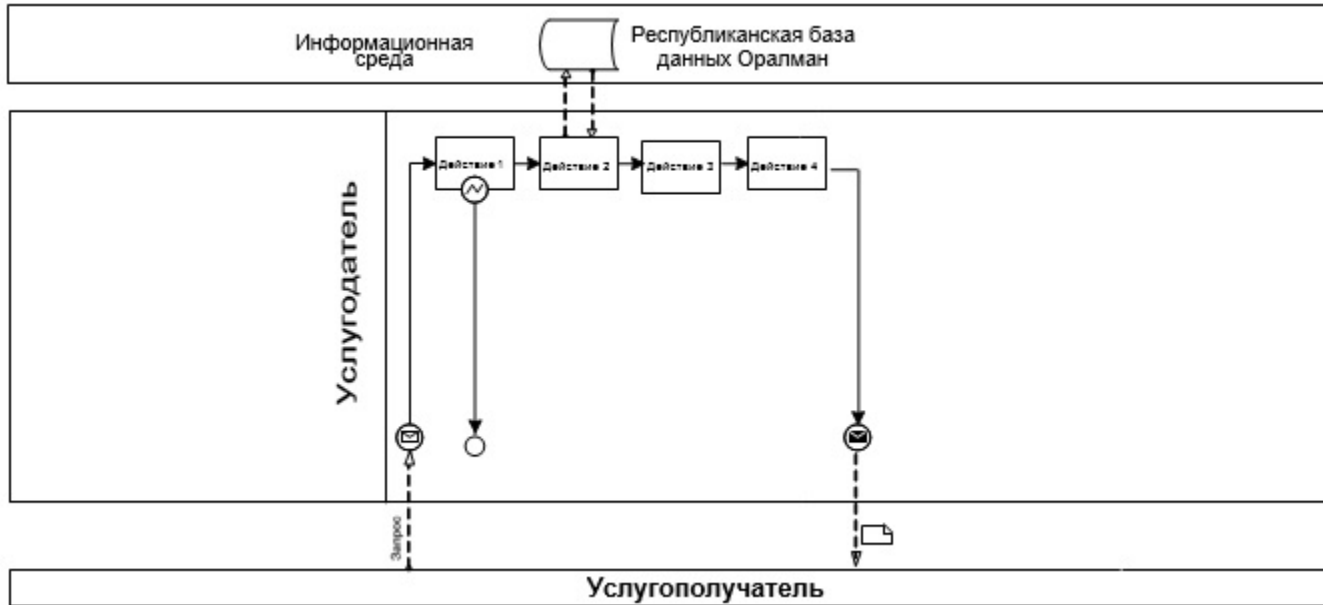 Информационная
среда
Республиканская база
данных Оралман
Услугодатель
Действие 1
Действие 2
Действие 3
Действие 4
Запрос
Услугополучатель